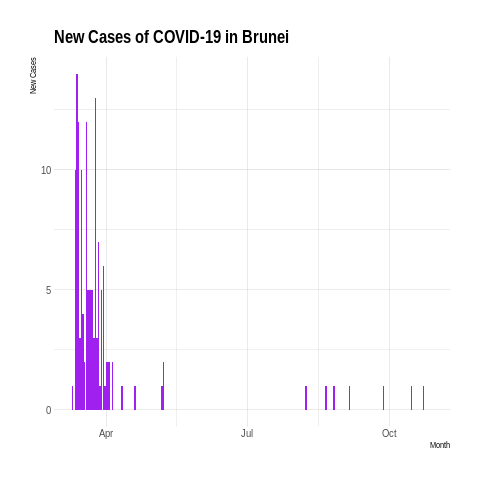 New Cases of COVID-19 in Brunei
New Cases
10
5
0
Apr Jul Oct
Month